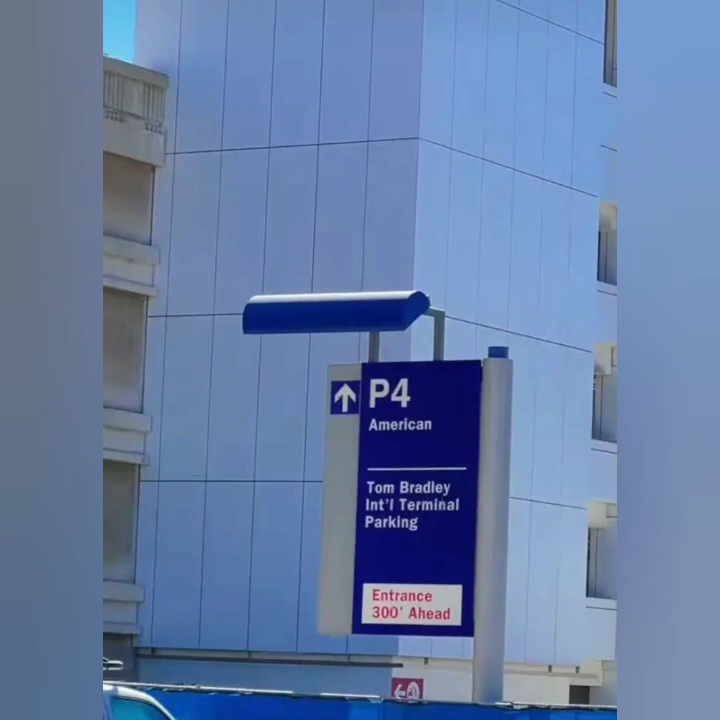 P4
American
Tom Bradley
Int'l Terminal
Parking
Entrance
300' Ahead